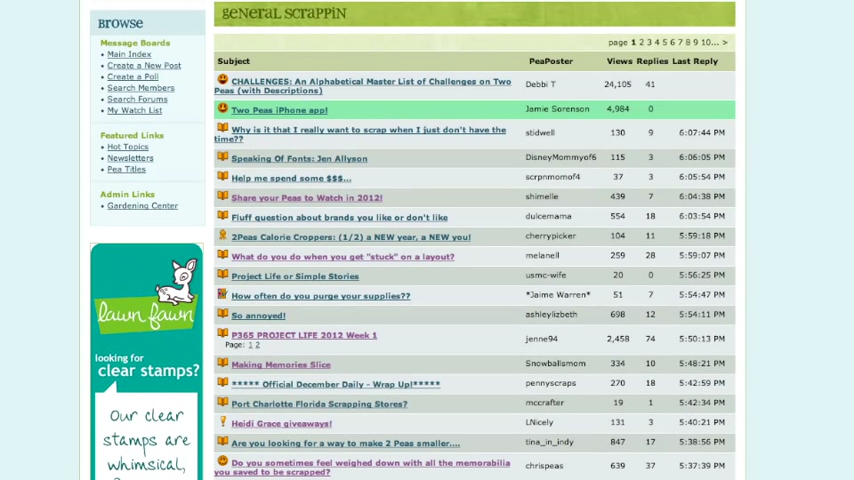 BROWSE
Message Boards
• Main Index
• Create a New Post
• Create a Poll
• Search Members
• Search Forums
• My Watch List
Featured Links
• Hot Topics
• Newsletters
• Pea Titles
Admin Links
• Gardening Center
lawn fawn
looking for
clear stamps?
Our clear
stamps are
whimsical,
GeNeRAL ScRAPPiN
page 1 2 3 4 5 6 7 8 9 10... >
Subject PeaPoster Views Replies Last Reply
CHALLENGES: An Alphabetical Master List of Challenges on Two
Peas (with Descriptions) Debbi T 24,105 41
Two Peas iPhone app! Jamie Sorenson 4,984 0
Why is it that I really want to scrap when I just don't have the
time?? stidwell 130 9 6:07:44 PM
Speaking Of Fonts: Jen Allyson DisneyMommyof6 115 3 6:06:05 PM
Help me spend some $$$... scrpnmomof4 37 3 6:05:54 PM
Share your Peas to Watch in 2012! shimelle 439 7 6:04:38 PM
Fluff question about brands you like or don't like dulcemama 554 18 6:03:54 PM
2Peas Calorie Croppers: (1/2) a NEW year, a NEW you! cherrypicker 104 11 5:59:18 PM
What do you do when you get "stuck" on a layout? melanell 259 28 5:59:07 PM
Project Life or Simple Stories usmc-wife 20 0 5:56:25 PM
How often do you purge your supplies?? *Jaime Warren* 51 7 5:54:47 PM
So annoyed! ashleylizbeth 698 12 5:54:11 PM
P365 PROJECT LIFE 2012 Week 1 jenne94 2,458 74 5:50:13 PM
Page: 1 2
Making Memories Slice Snowballsmom 334 10 5:48:21 PM
***** Official December Daily - Wrap Up!***** pennyscraps 270 18 5:42:59 PM
Port Charlotte Florida Scrapping Stores? mccrafter 19 1 5:42:34 PM
Heidi Grace giveaways! LNicely 131 3 5:40:21 PM
Are you looking for a way to make 2 Peas smaller.... tina_in_indy 847 17 5:38:56 PM
Do you sometimes feel weighed down with all the memorabilia
you saved to be scrapped? chrispeas 639 37 5:37:39 PM